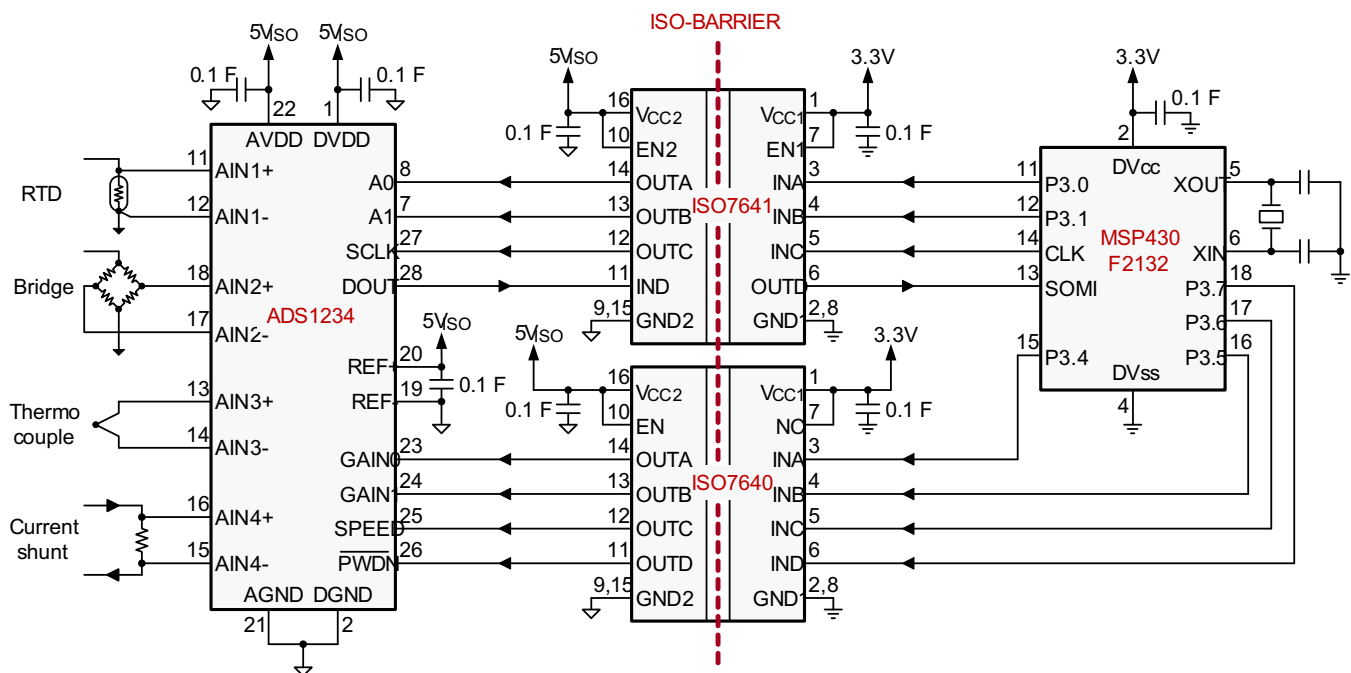 ISO-BARRIER
5VISO
5VISO
5VISO
3.3V
3.3V
0.1 F
0.1 F
0.1 F
0.1 F
0.1 F
22
1
AVDD
DVDD
11
AIN1+
RTD
12
AIN1-
18
AIN2+
Bridge
17
AIN2-
13
AIN3+
Thermo
couple
14
AIN3-
16
AIN4+
Current
shunt
15
AIN4-
ADS1234
A0
8
A1
7
SCLK
27
DOUT
28
5VISO
REF+
20
0.1 F
REF-
19
GAIN0
23
GAIN1
24
SPEED
25
PWDN
26
AGND
DGND
21
2
16
VCC2
10
EN2
14
OUTA
13
OUTB
12
OUTC
11
IND
9,15
GND2
ISO7641
VCC1
1
EN1
7
INA
3
INB
4
INC
5
OUTD
6
GND1
2,8
5VISO
3.3V
0.1 F
0.1 F
16
VCC2
10
EN
14
OUTA
13
OUTB
12
OUTC
11
OUTD
9,15
GND2
ISO7640
VCC1
1
NC
7
INA
3
INB
4
INC
5
IND
6
GND1
2,8
2
DVcc
11
P3.0
12
P3.1
14
CLK
13
SOMI
15
P3.4
MSP430
F2132
XOUT
5
XIN
6
P3.7
18
P3.6
17
P3.5
16
DVss
4